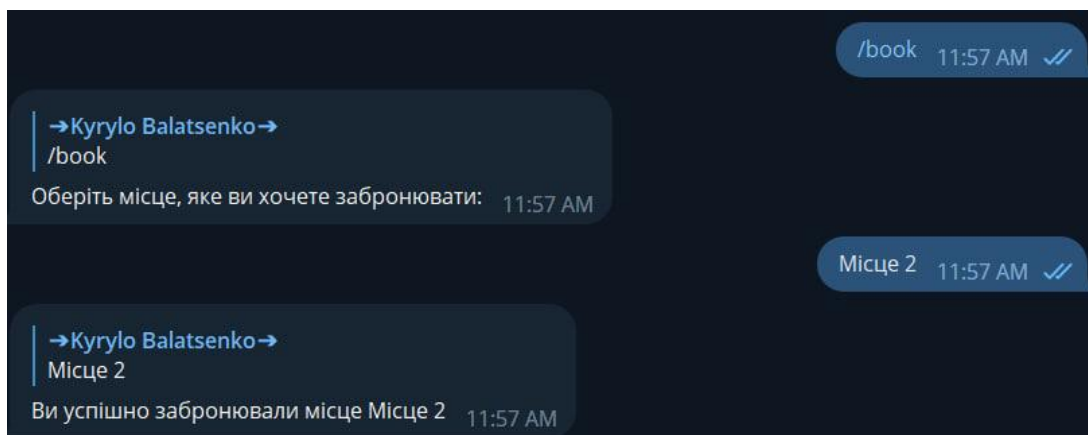 /book 11:57 AM
➔Kyrylo Balatsenko➔
/book
Оберіть місце, яке ви хочете забронювати: 11:57 AM
Місце 2 11:57 AM
➔Kyrylo Balatsenko➔
Місце 2
Ви успішно забронювали місце Місце 2 11:57 AM